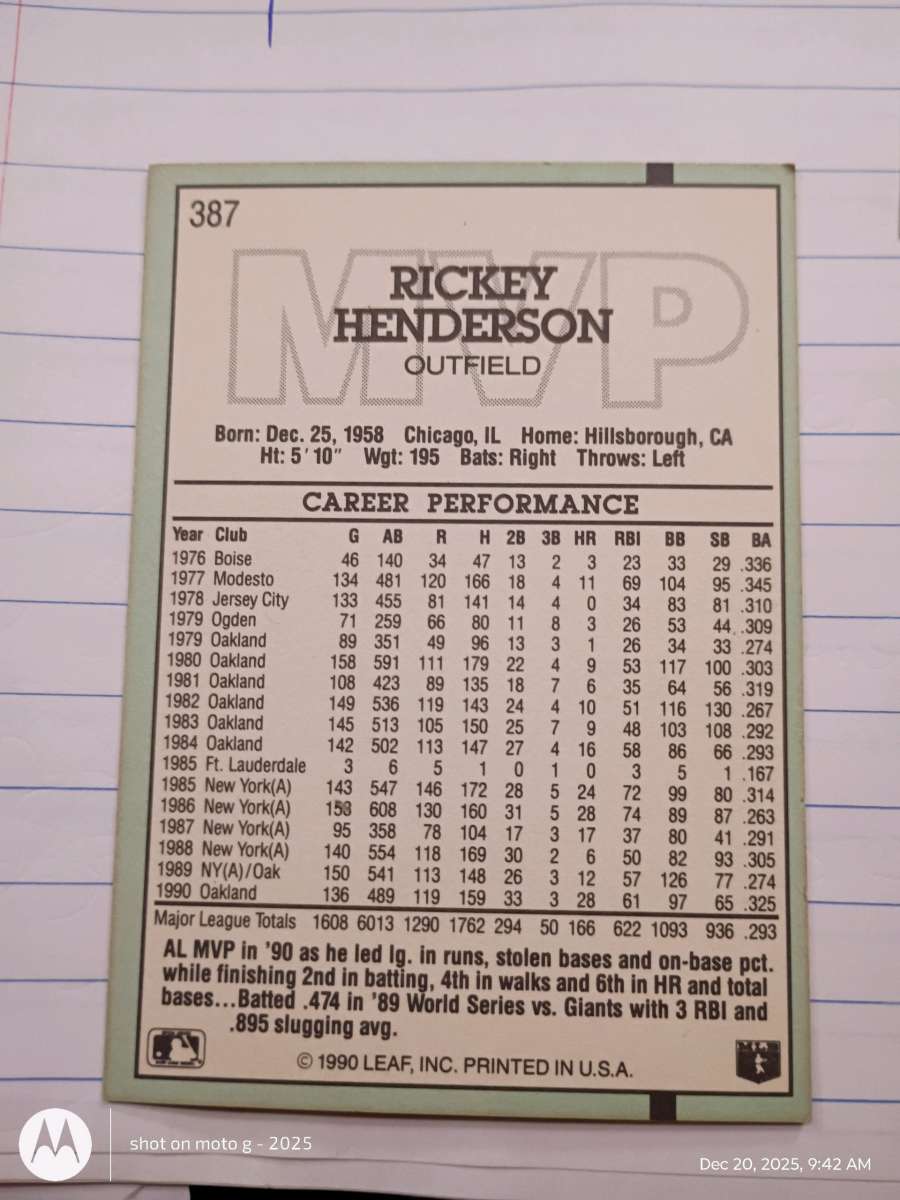 387
MVP
RICKEY
HENDERSON
OUTFIELD
Born: Dec. 25, 1958 Chicago, IL Home: Hillsborough, CA
Ht: 5'10" Wgt: 195 Bats: Right Throws: Left
CAREER PERFORMANCE
Year Club G AB R H 2B 3B HR RBI BB SB BA
1976 Boise 46 140 34 47 13 2 3 23 33 29 .336
1977 Modesto 134 481 120 166 18 4 11 69 104 95 .345
1978 Jersey City 133 455 81 141 14 4 0 34 83 81 .310
1979 Ogden 71 259 66 80 11 8 3 26 53 44 .309
1979 Oakland 89 351 49 96 13 3 1 26 34 33 .274
1980 Oakland 158 591 111 179 22 4 9 53 117 100 .303
1981 Oakland 108 423 89 135 18 7 6 35 64 56 .319
1982 Oakland 149 536 119 143 24 4 10 51 116 130 .267
1983 Oakland 145 513 105 150 25 7 9 48 103 108 .292
1984 Oakland 142 502 113 147 27 4 16 58 86 66 .293
1985 Ft. Lauderdale 3 6 5 1 0 1 0 3 5 1 .167
1985 New York(A) 143 547 146 172 28 5 24 72 99 80 .314
1986 New York(A) 153 608 130 160 31 5 28 74 89 87 .263
1987 New York(A) 95 358 78 104 17 3 17 37 80 41 .291
1988 New York(A) 140 554 118 169 30 2 6 50 82 93 .305
1989 NY(A)/Oak 150 541 113 148 26 3 12 57 126 77 .274
1990 Oakland 136 489 119 159 33 3 28 61 97 65 .325
Major League Totals 1608 6013 1290 1762 294 50 166 622 1093 936 .293
AL MVP in '90 as he led lg. in runs, stolen bases and on-base pct.
while finishing 2nd in batting, 4th in walks and 6th in HR and total
bases...Batted .474 in '89 World Series vs. Giants with 3 RBI and
.895 slugging avg.
© 1990 LEAF, INC. PRINTED IN U.S.A.
shot on moto g - 2025
Dec 20, 2025, 9:42 AM